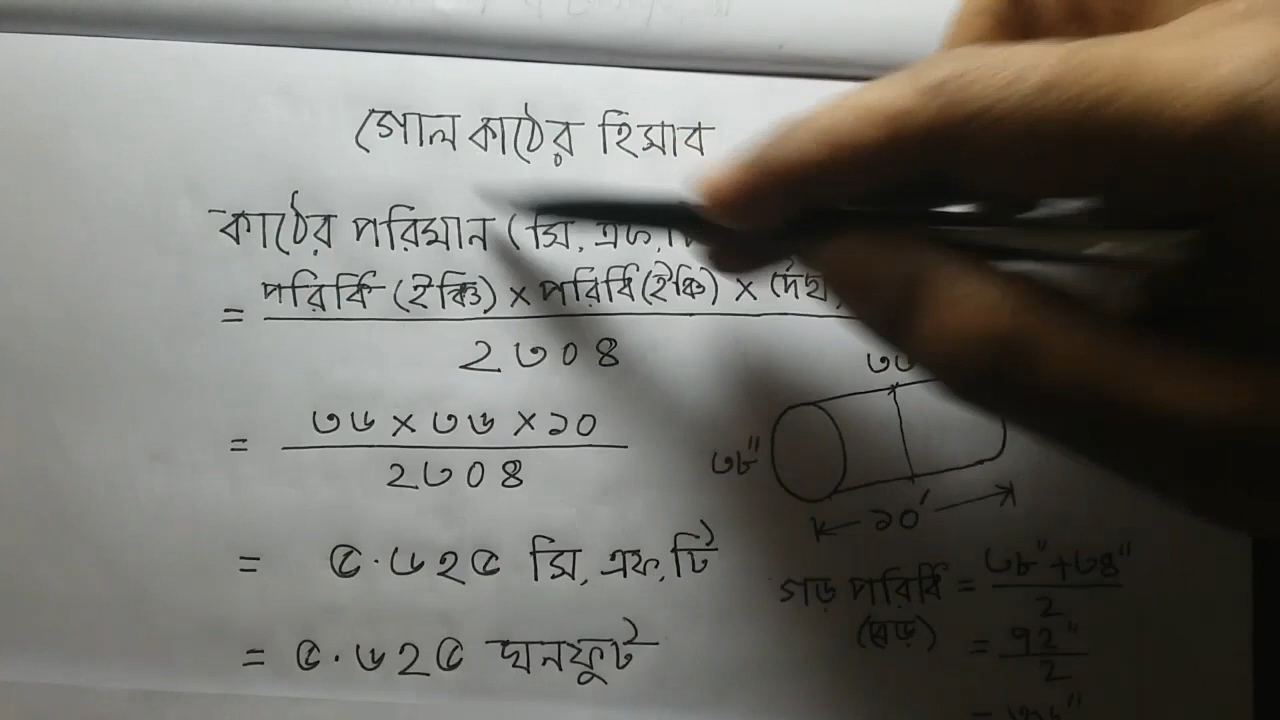 গোল কাঠের হিসাব
কাঠের পরিমান (সি. এফ. টি
= পরিধি (ইঞ্চি) × পরিধি (ইঞ্চি) × (দৈর্ঘ্য
২৩০৪
= ৩৬ × ৩৬ × ১০
২৩০৪
= ৫.৬২৫ সি. এফ. টি
= ৫.৬২৫ ঘনফুট
৩৮"
১০'
গড় পরিধি = ৩৮" + ৩৪"
২
(বেড়) = ৭২"
২